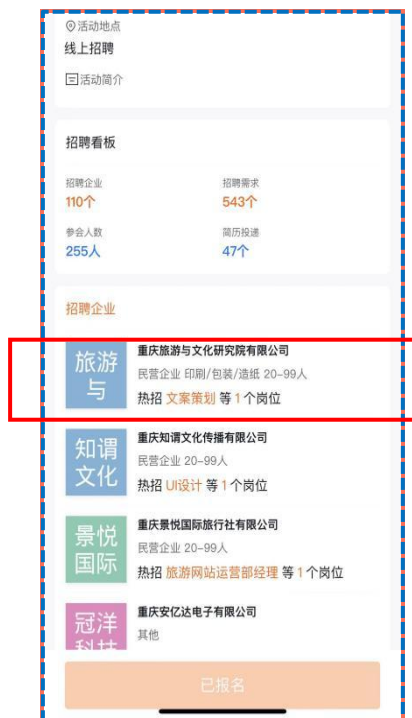 活动地点
线上招聘
活动简介
招聘看板
招聘企业 招聘需求
110个 543个
参会人数 简历投递
255人 47个
招聘企业
旅游
与
重庆旅游与文化研究院有限公司
民营企业 印刷/包装/造纸 20-99人
热招 文案策划 等 1 个岗位
知谓
文化
重庆知谓文化传播有限公司
民营企业 20-99人
热招 UI设计 等 1 个岗位
景悦
国际
重庆景悦国际旅行社有限公司
民营企业 20-99人
热招 旅游网站运营部经理 等 1 个岗位
冠洋
科技
重庆安亿达电子有限公司
其他
已报名